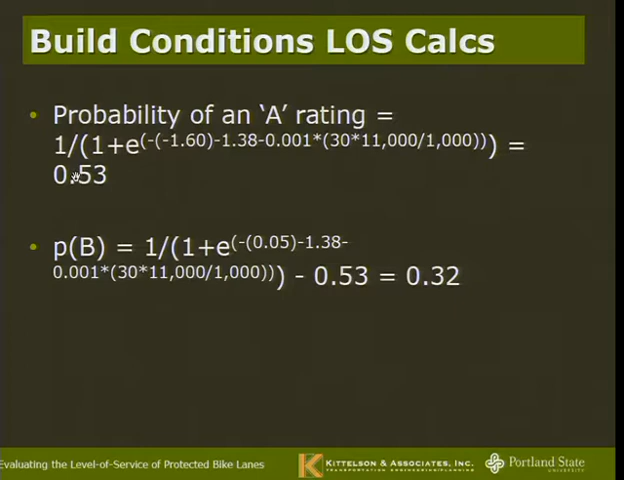 Build Conditions LOS Calcs
• Probability of an ‘A’ rating =
1/(1+e(-(-1.60)-1.38-0.001*(30*11,000/1,000))) =
0.53
• p(B) = 1/(1+e(-(0.05)-1.38-
0.001*(30*11,000/1,000))) - 0.53 = 0.32
Evaluating the Level-of-Service of Protected Bike Lanes
KITTELSON & ASSOCIATES, INC.
TRANSPORTATION ENGINEERING/PLANNING
Portland State
UNIVERSITY